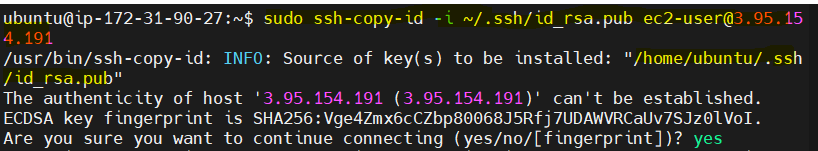 ubuntu@ip-172-31-90-27:~$ sudo ssh-copy-id -i ~/.ssh/id_rsa.pub ec2-user@3.95.15
4.191
/usr/bin/ssh-copy-id: INFO: Source of key(s) to be installed: "/home/ubuntu/.ssh
/id_rsa.pub"
The authenticity of host '3.95.154.191 (3.95.154.191)' can't be established.
ECDSA key fingerprint is SHA256:Vge4Zmx6cCZbp80068J5Rfj7UDAWVRCaUv7SJz0lVoI.
Are you sure you want to continue connecting (yes/no/[fingerprint])? yes